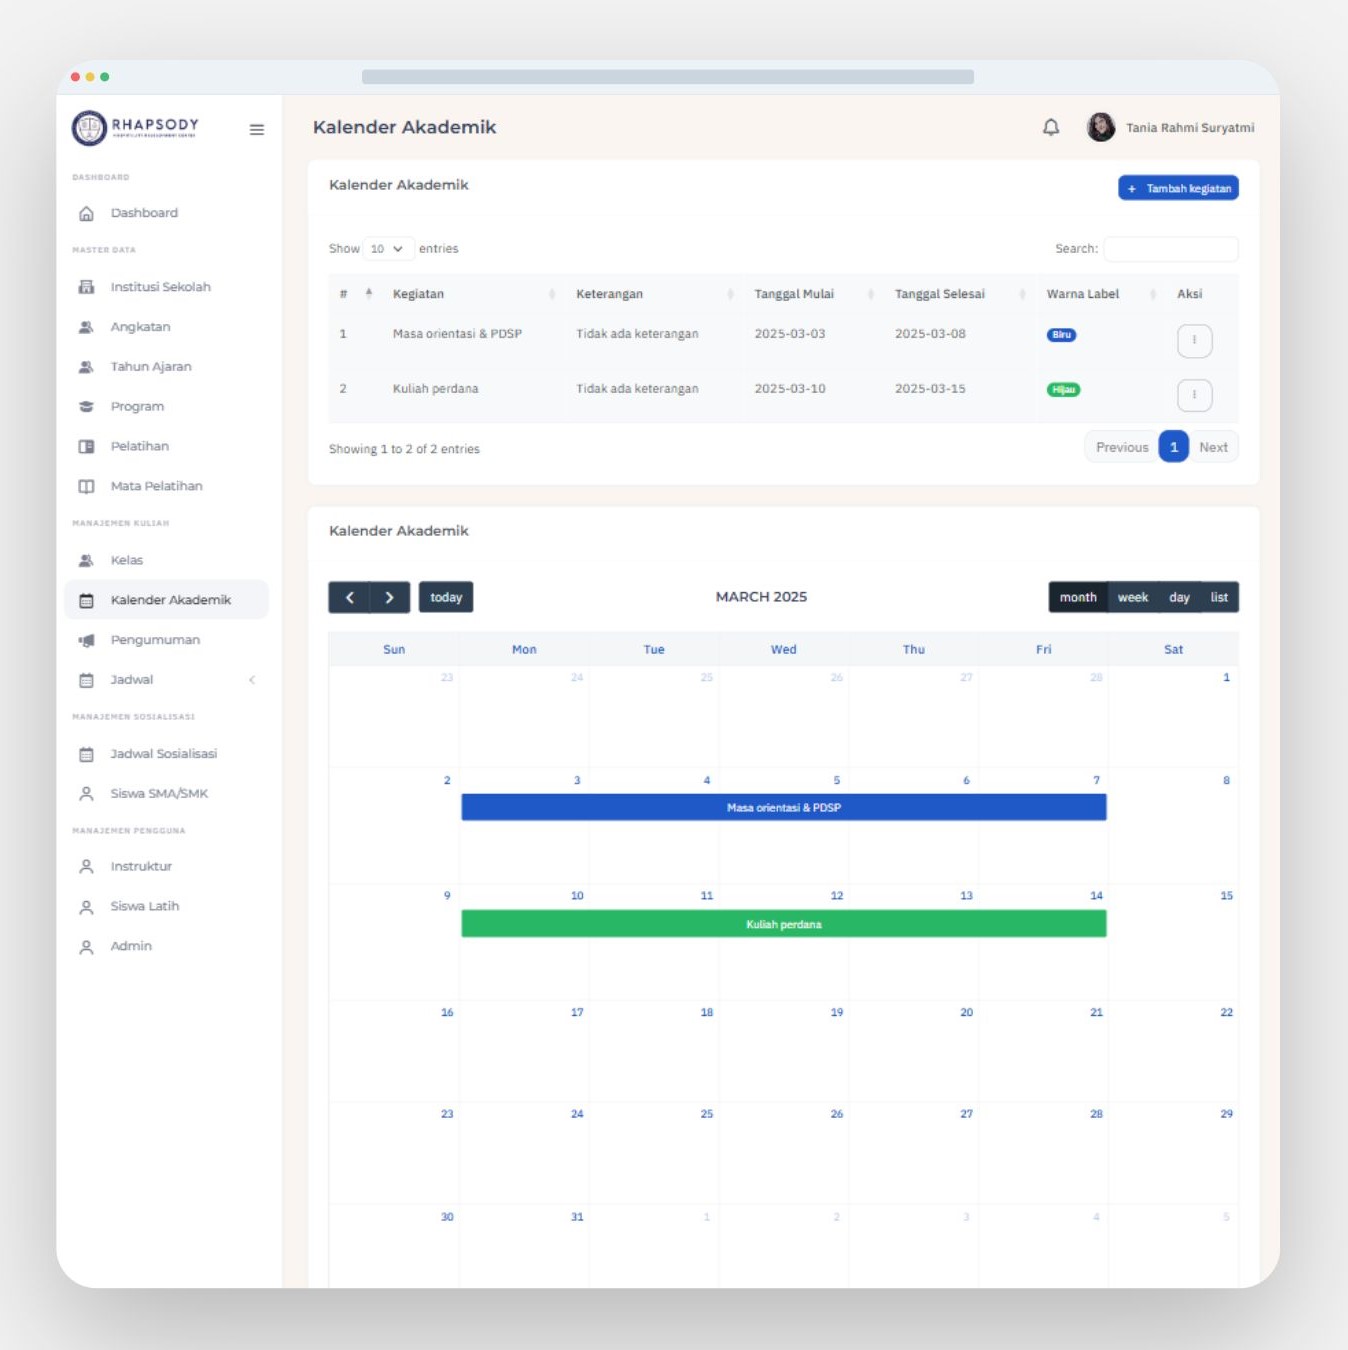 RHAPSODY
Kalender Akademik
Tania Rahmi Suryatmi
DASHBOARD
Dashboard
MASTER DATA
Institusi Sekolah
Angkatan
Tahun Ajaran
Program
Pelatihan
Mata Pelatihan
MANAJEMEN KULIAH
Kelas
Kalender Akademik
Pengumuman
Jadwal
MANAJEMEN SOSIALISASI
Jadwal Sosialisasi
Siswa SMA/SMK
MANAJEMEN PENGGUNA
Instruktur
Siswa Latih
Admin
Kalender Akademik
+ Tambah kegiatan
Show 10 entries
Search:
# Kegiatan Keterangan Tanggal Mulai Tanggal Selesai Warna Label Aksi
1 Masa orientasi & PDSP Tidak ada keterangan 2025-03-03 2025-03-08 Biru
2 Kuliah perdana Tidak ada keterangan 2025-03-10 2025-03-15 Hijau
Showing 1 to 2 of 2 entries
Previous 1 Next
Kalender Akademik
today
MARCH 2025
month week day list
Sun Mon Tue Wed Thu Fri Sat
23 24 25 26 27 28 1
2 3 4 5 6 7 8
Masa orientasi & PDSP
9 10 11 12 13 14 15
Kuliah perdana
16 17 18 19 20 21 22
23 24 25 26 27 28 29
30 31 1 2 3 4 5